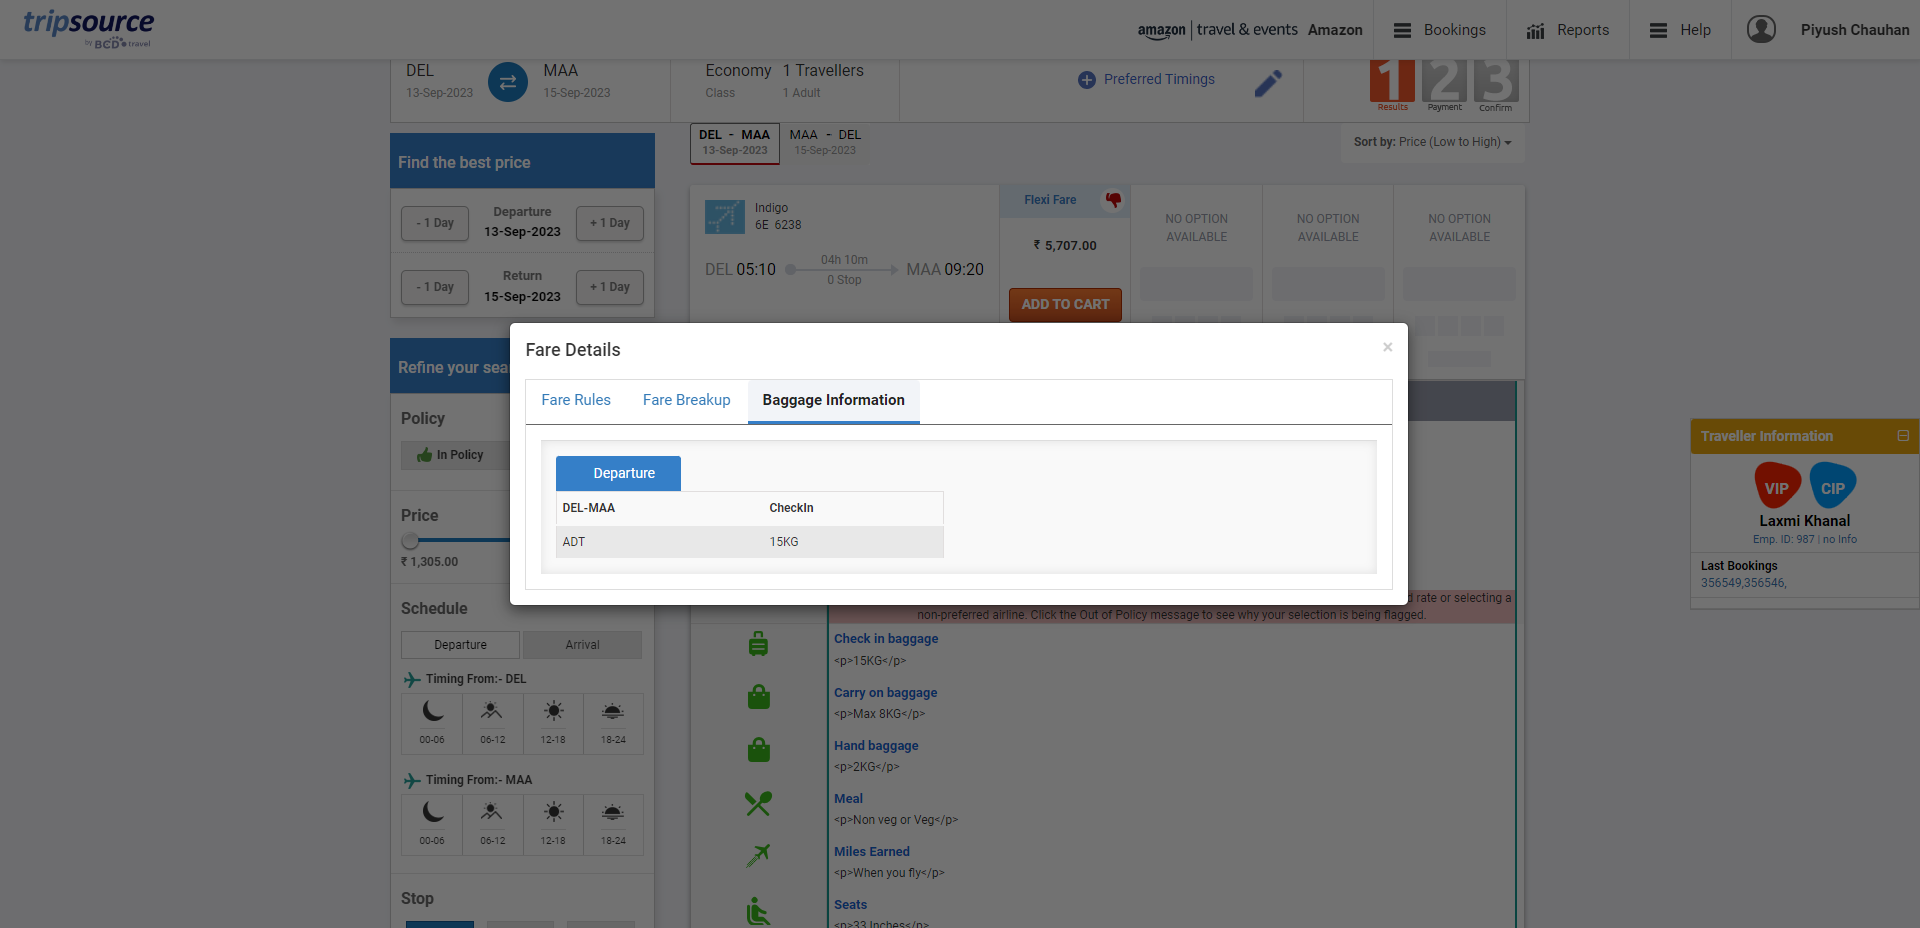 tripsource
by BCD travel
amazon | travel & events Amazon
Bookings
Reports
Help
Piyush Chauhan
DEL
13-Sep-2023
MAA
15-Sep-2023
Economy
Class
1 Travellers
1 Adult
Preferred Timings
1 2 3
Results Payment Confirm
Find the best price
- 1 Day
Departure
13-Sep-2023
+ 1 Day
- 1 Day
Return
15-Sep-2023
+ 1 Day
DEL - MAA
13-Sep-2023
MAA - DEL
15-Sep-2023
Sort by: Price (Low to High)
Indigo
6E 6238
DEL 05:10
04h 10m
0 Stop
MAA 09:20
Flexi Fare
₹ 5,707.00
ADD TO CART
NO OPTION
AVAILABLE
NO OPTION
AVAILABLE
NO OPTION
AVAILABLE
Refine your sea
Policy
In Policy
Price
₹ 1,305.00
Schedule
Departure
Arrival
Timing From:- DEL
00-06 06-12 12-18 18-24
Timing From:- MAA
00-06 06-12 12-18 18-24
Stop
Fare Details
×
Fare Rules
Fare Breakup
Baggage Information
Departure
DEL-MAA CheckIn
ADT 15KG
d rate or selecting a
non-preferred airline. Click the Out of Policy message to see why your selection is being flagged.
Check in baggage
<p>15KG</p>
Carry on baggage
<p>Max 8KG</p>
Hand baggage
<p>2KG</p>
Meal
<p>Non veg or Veg</p>
Miles Earned
<p>When you fly</p>
Seats
<p>33 Inches</p>
Traveller Information
VIP CIP
Laxmi Khanal
Emp. ID: 987 | no Info
Last Bookings
356549,356546,